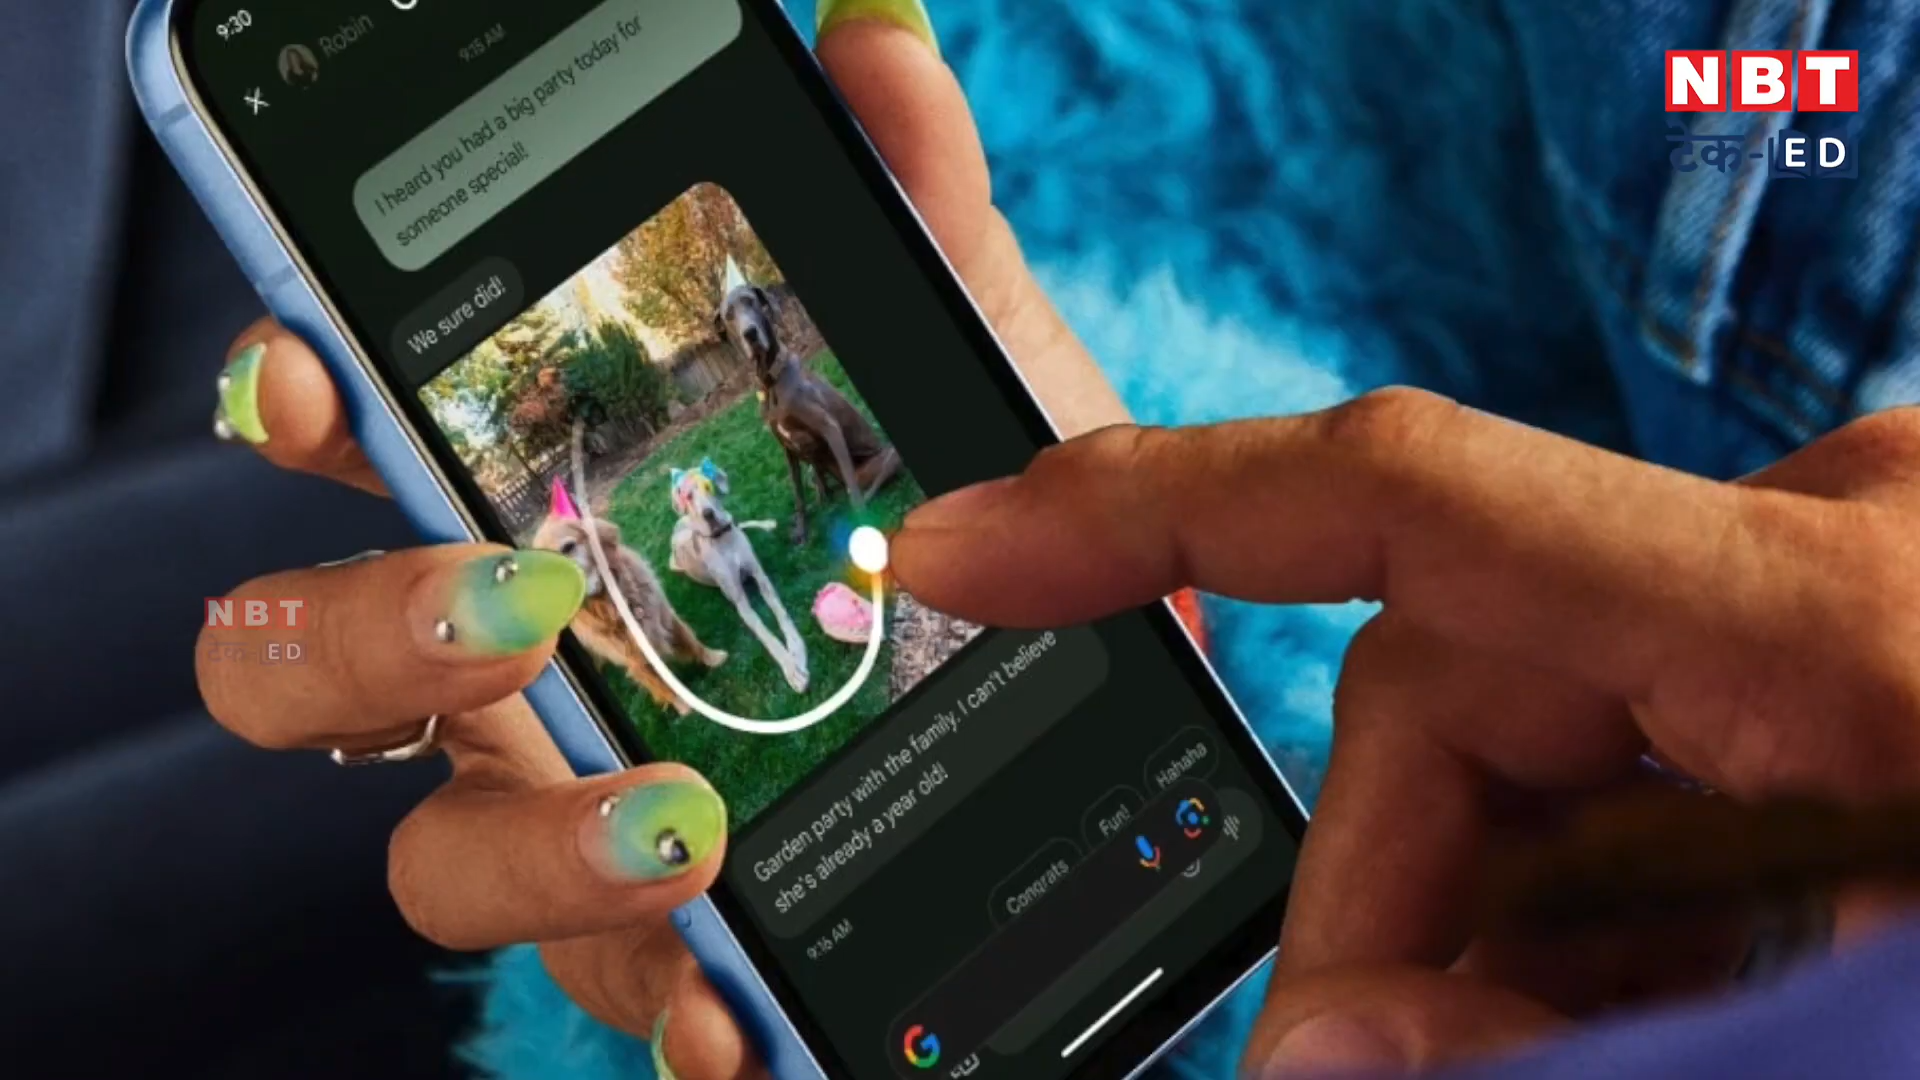 9:30
Robin
9:15 AM
I heard you had a big party today for
someone special!
We sure did!
Garden party with the family. I can't believe
she's already a year old!
9:16 AM
Congrats
Fun!
Hahaha
G
NBT
टेक-ED
NBT
टेक-ED